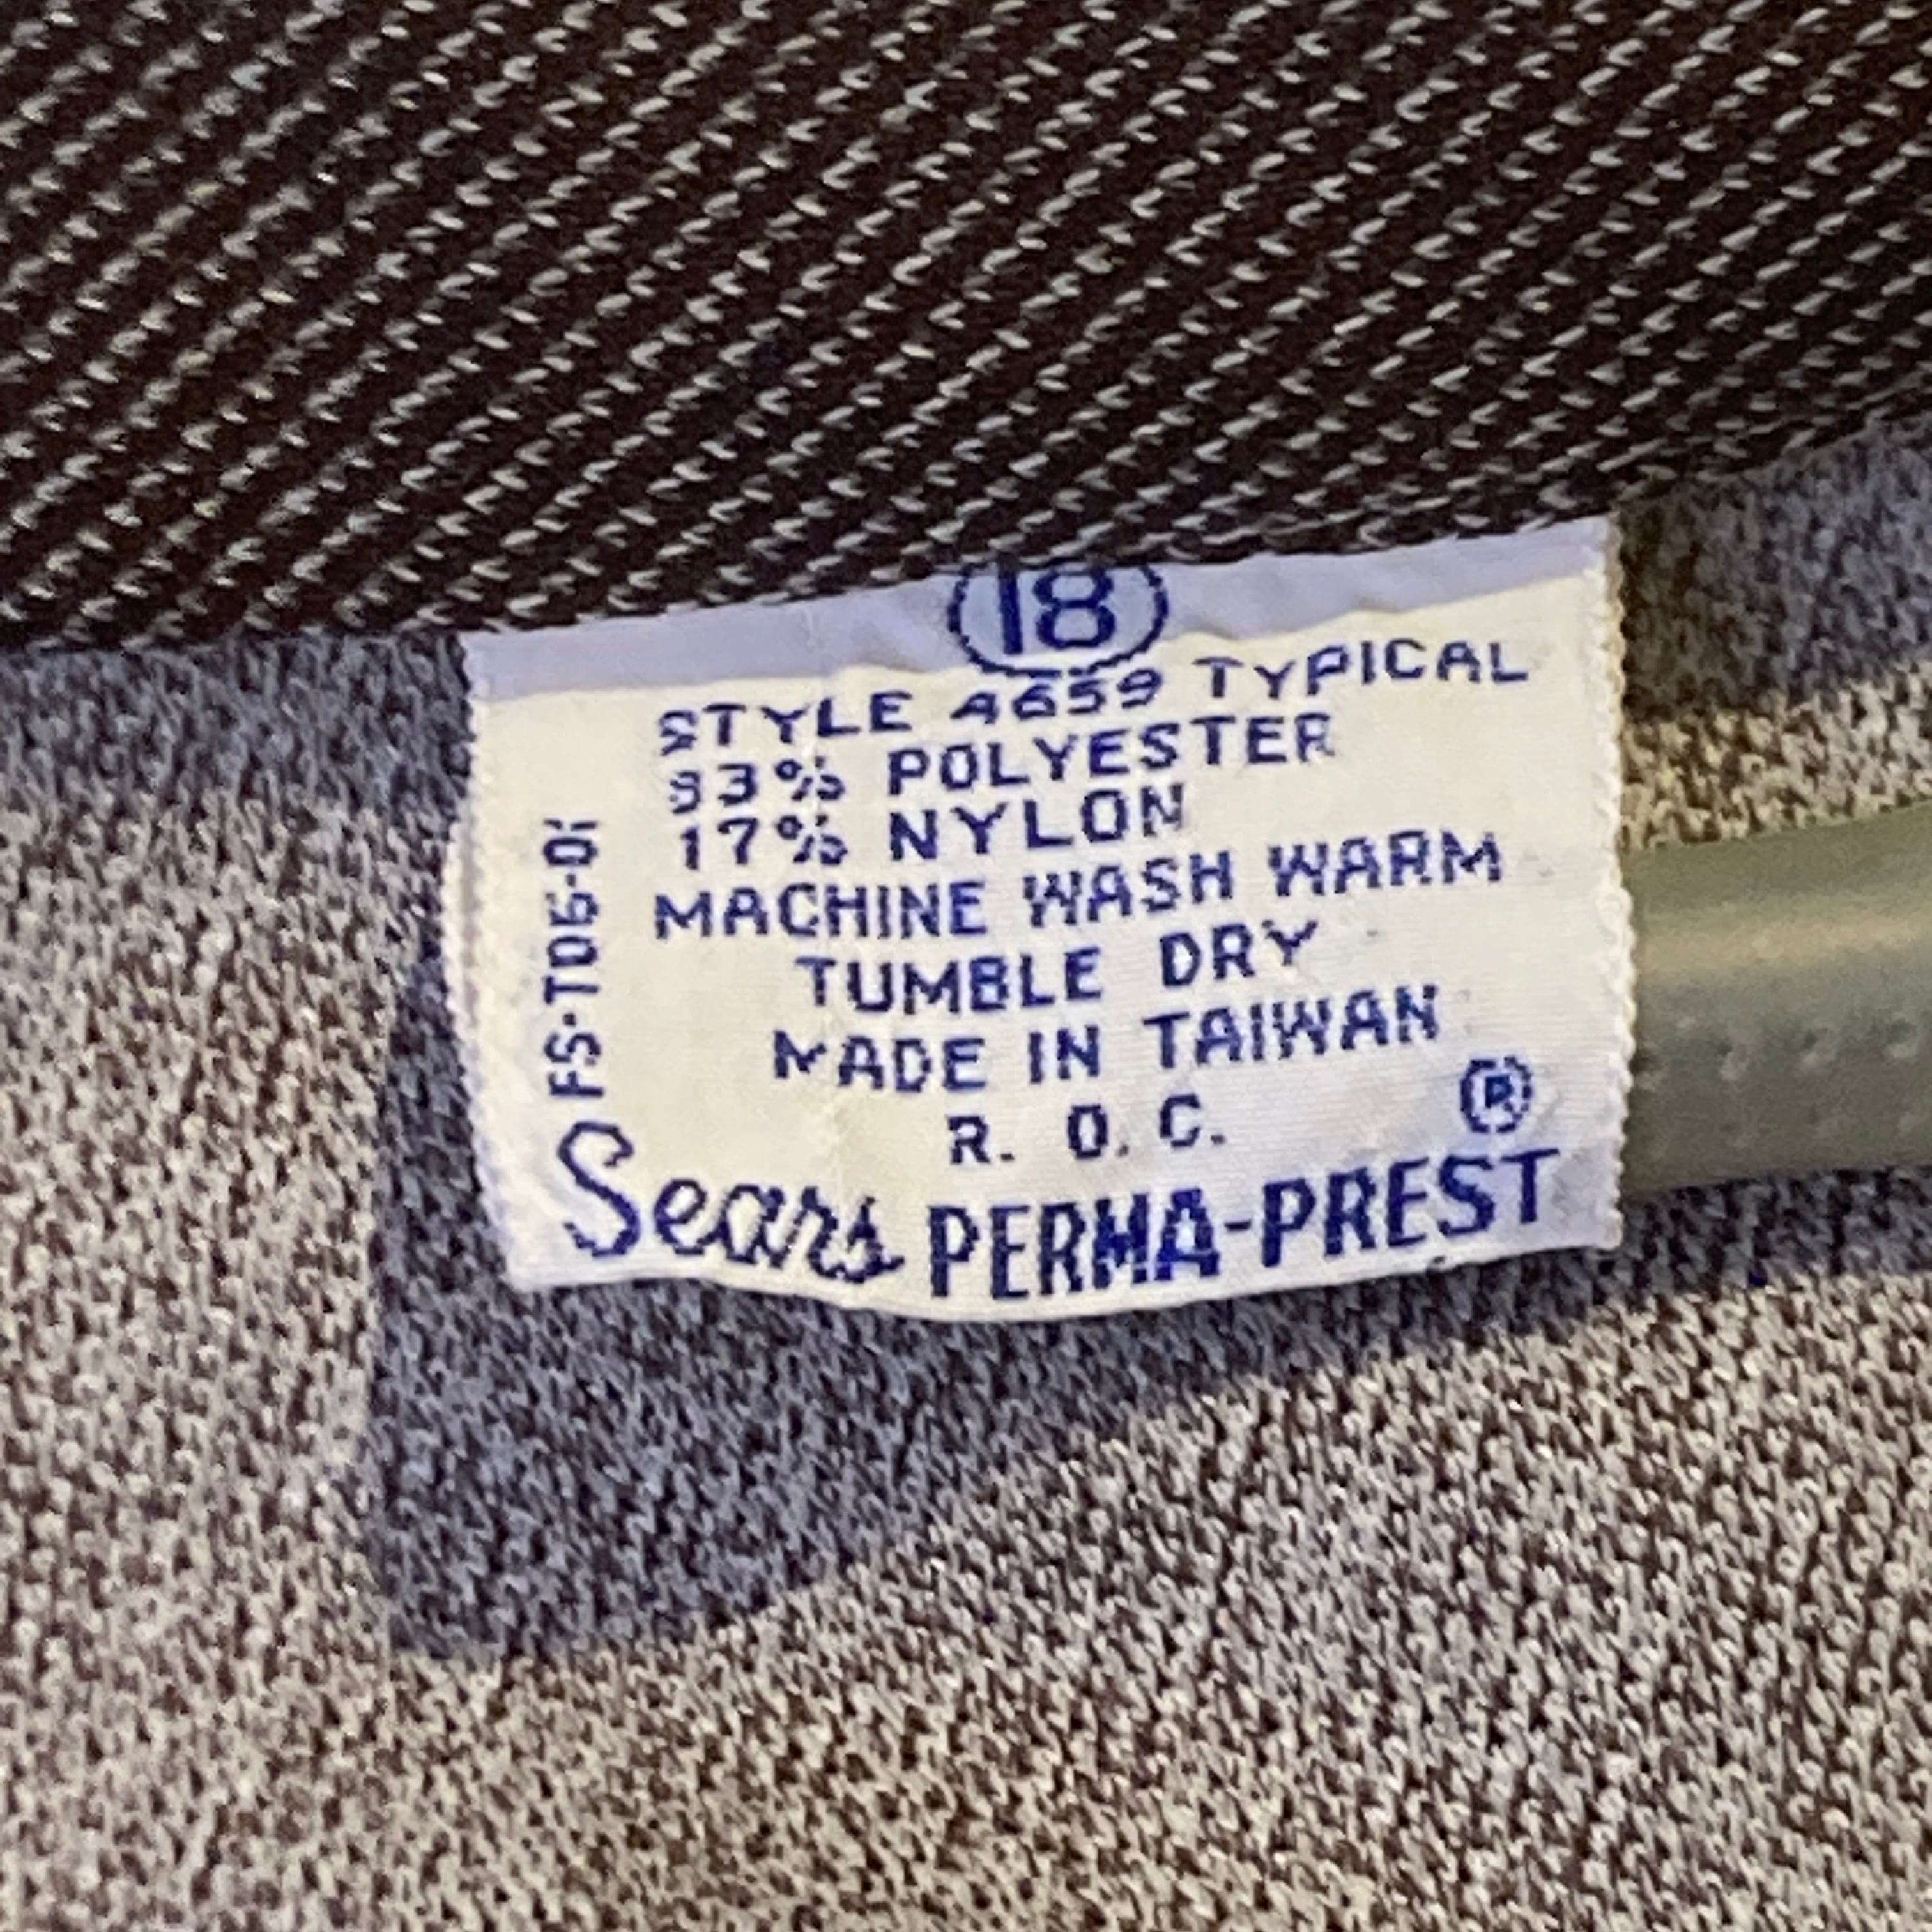 18
STYLE 4659 TYPICAL
83% POLYESTER
17% NYLON
MACHINE WASH WARM
TUMBLE DRY
MADE IN TAIWAN
R. O. C.
FS-T06-01
Sears PERMA-PREST ®